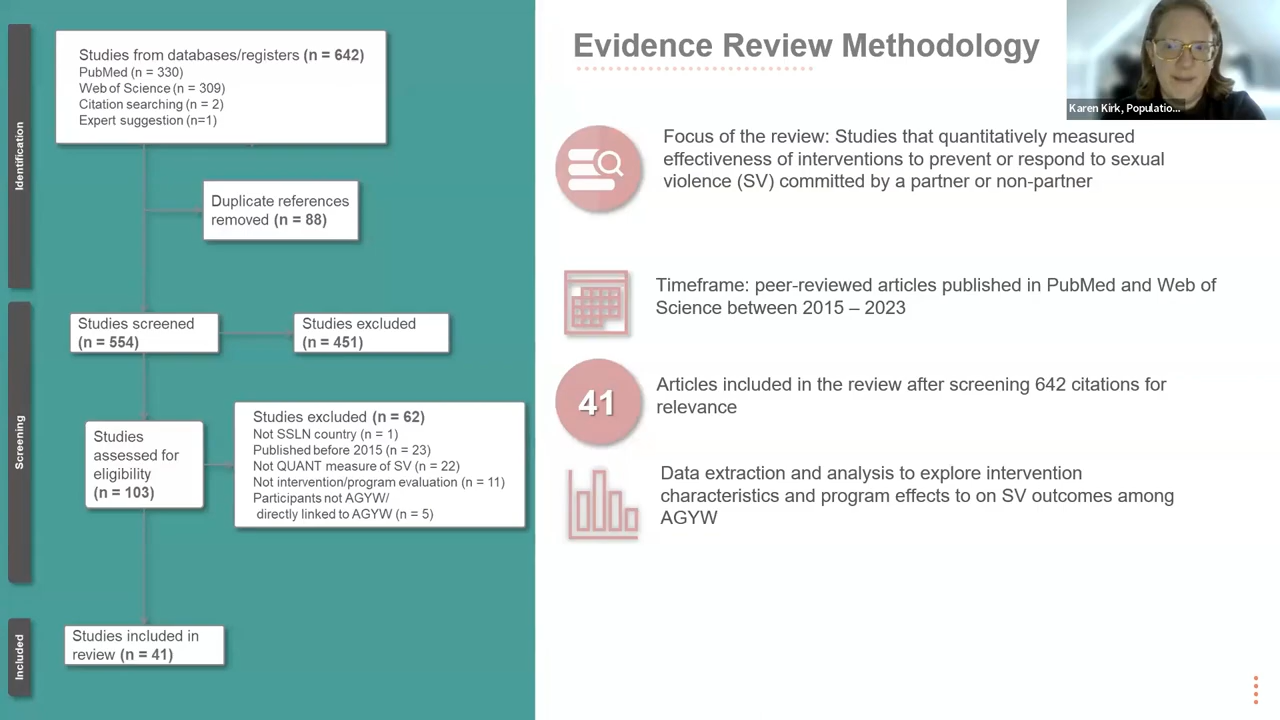 Evidence Review Methodology
Karen Kirk, Populatio...
Identification
Studies from databases/registers (n = 642)
PubMed (n = 330)
Web of Science (n = 309)
Citation searching (n = 2)
Expert suggestion (n=1)
Duplicate references
removed (n = 88)
Screening
Studies screened
(n = 554)
Studies excluded
(n = 451)
Studies
assessed for
eligibility
(n = 103)
Studies excluded (n = 62)
Not SSLN country (n = 1)
Published before 2015 (n = 23)
Not QUANT measure of SV (n = 22)
Not intervention/program evaluation (n = 11)
Participants not AGYW/
directly linked to AGYW (n = 5)
Included
Studies included in
review (n = 41)
Focus of the review: Studies that quantitatively measured
effectiveness of interventions to prevent or respond to sexual
violence (SV) committed by a partner or non-partner
Timeframe: peer-reviewed articles published in PubMed and Web of
Science between 2015 – 2023
41
Articles included in the review after screening 642 citations for
relevance
Data extraction and analysis to explore intervention
characteristics and program effects to on SV outcomes among
AGYW